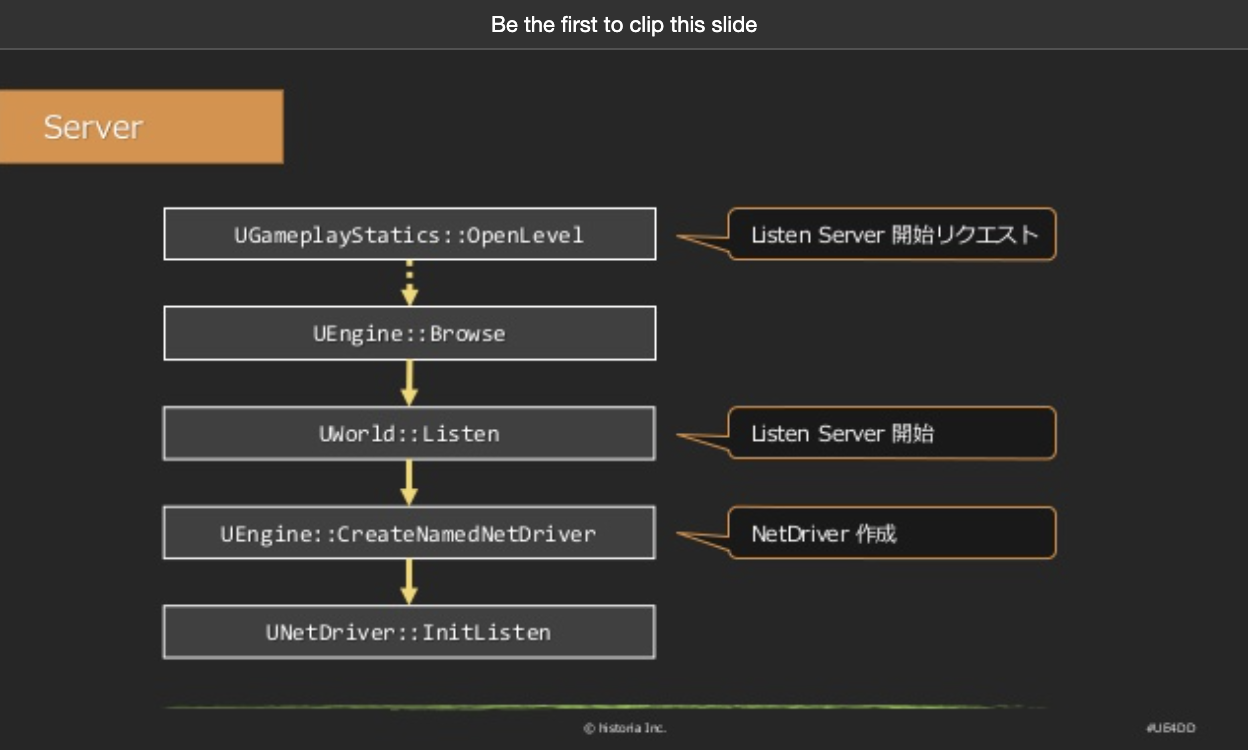 Be the first to clip this slide
Server
UGameplayStatics::OpenLevel
Listen Server 開始リクエスト
UEngine::Browse
UWorld::Listen
Listen Server 開始
UEngine::CreateNamedNetDriver
NetDriver 作成
UNetDriver::InitListen
© historia Inc.
#UE4DD